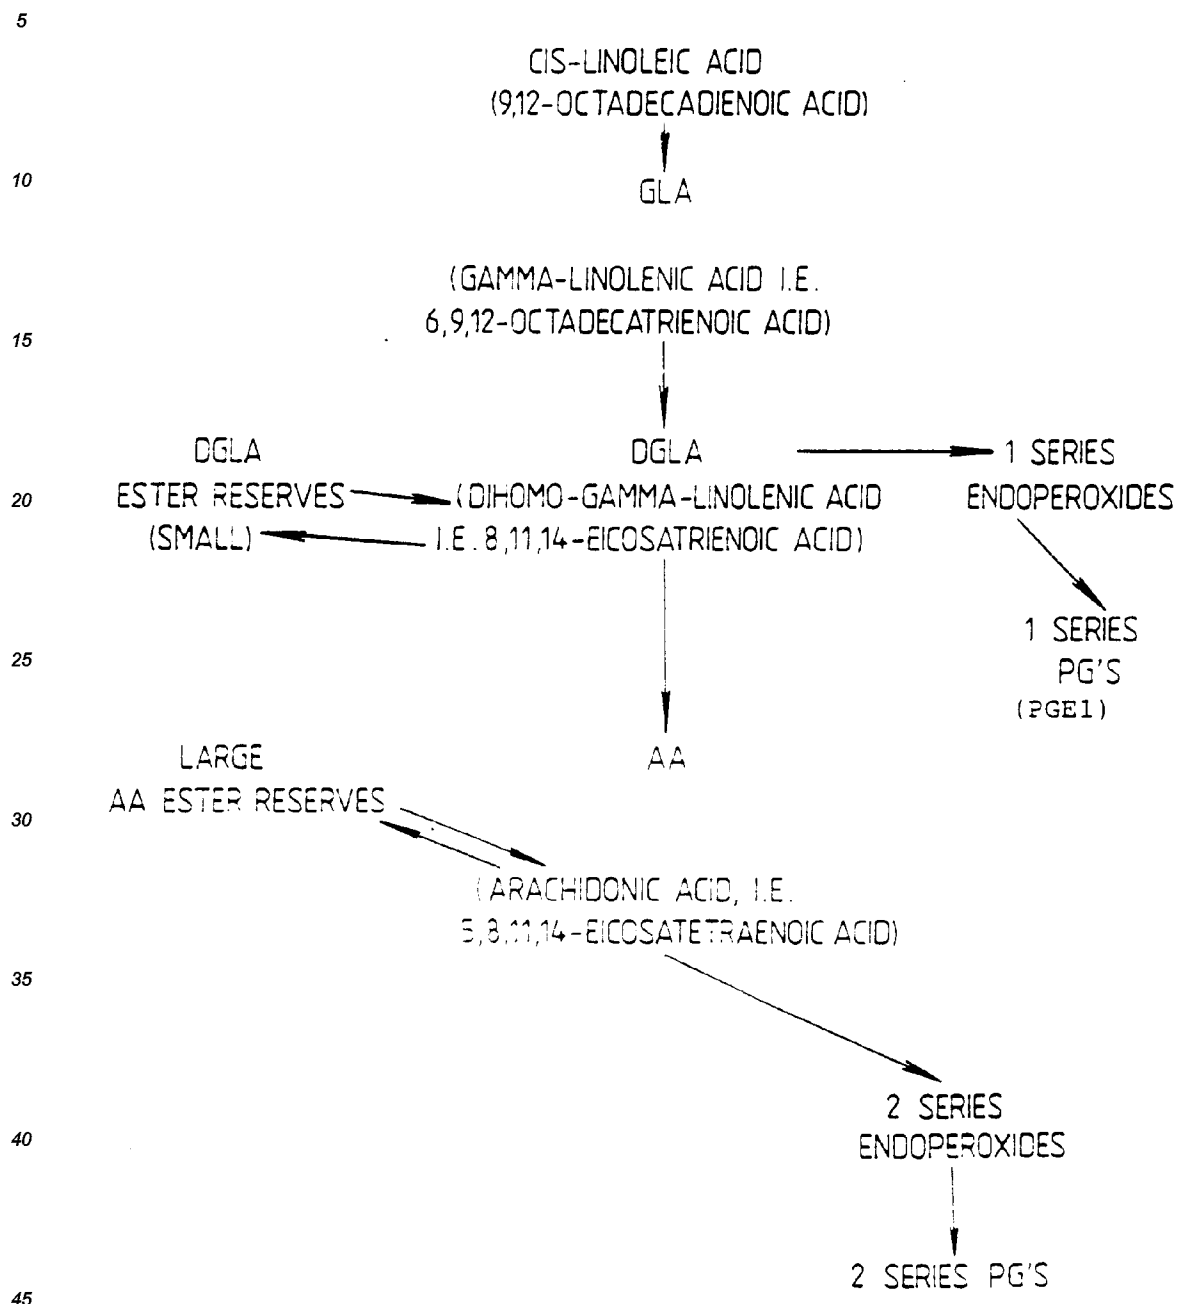 5
CIS-LINOLEIC ACID
(9,12-OCTADECADIENOIC ACID)
10
GLA
(GAMMA-LINOLENIC ACID I.E.
6,9,12-OCTADECATRIENOIC ACID)
15
DGLA
ESTER RESERVES
(SMALL)
DGLA
(DIHOMO-GAMMA-LINOLENIC ACID
I.E. 8,11,14-EICOSATRIENOIC ACID)
1 SERIES
ENDOPEROXIDES
20
1 SERIES
PG'S
(PGE1)
25
LARGE
AA ESTER RESERVES
AA
30
(ARACHIDONIC ACID, I.E.
5,8,11,14-EICOSATETRAENOIC ACID)
35
2 SERIES
ENDOPEROXIDES
40
2 SERIES PG'S
45